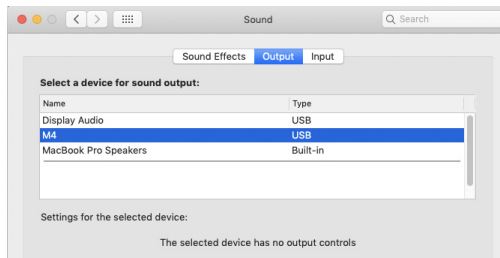 Sound
Search
Sound Effects Output Input
Select a device for sound output:
Name Type
Display Audio USB
M4 USB
MacBook Pro Speakers Built-in
Settings for the selected device:
The selected device has no output controls